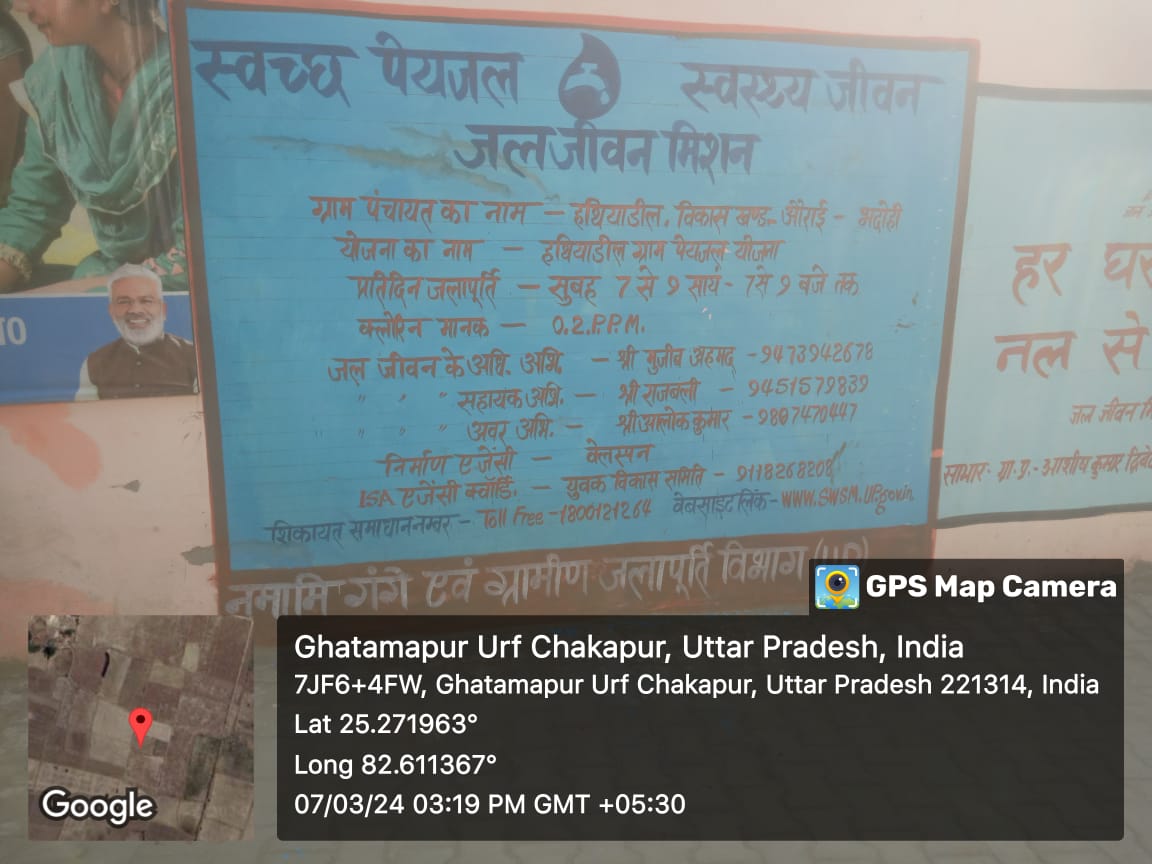 स्वच्छ पेयजल स्वस्थ्य जीवन
जल जीवन मिशन
ग्राम पंचायत का नाम – हथियाडील, विकास खण्ड- औराई - भदोही
योजना का नाम – हथियाडील ग्राम पेयजल योजना
प्रतिदिन जलापूर्ति – सुबह 7 से 9 सायं - 7 से 9 बजे तक
क्लोरिन मानक – 0.2.P.P.M.
जल जीवन के अधि. अभि. – श्री मुजीब अहमद - 9473942678
" " " सहायक अभि. – श्री राजबली - 9451579839
" " " " अवर अभि. – श्री आलोक कुमार - 9807470447
निर्माण एजेंसी – वेलस्पन
ISA एजेंसी क्वॉर्डि. – युवक विकास समिति - 9118268208
शिकायत समाधान नम्बर - Toll Free - 1800121264 वेबसाइट लिंक - www.SWSM.UP.gov.in
नमामि गंगे एवं ग्रामीण जलापूर्ति विभाग (U.P)
हर घर
नल से
जल जीवन मि
साभार- ग्रा.प्र.- आशीष कुमार द्विवे
GPS Map Camera
Ghatamapur Urf Chakapur, Uttar Pradesh, India
7JF6+4FW, Ghatamapur Urf Chakapur, Uttar Pradesh 221314, India
Lat 25.271963°
Long 82.611367°
07/03/24 03:19 PM GMT +05:30
Google